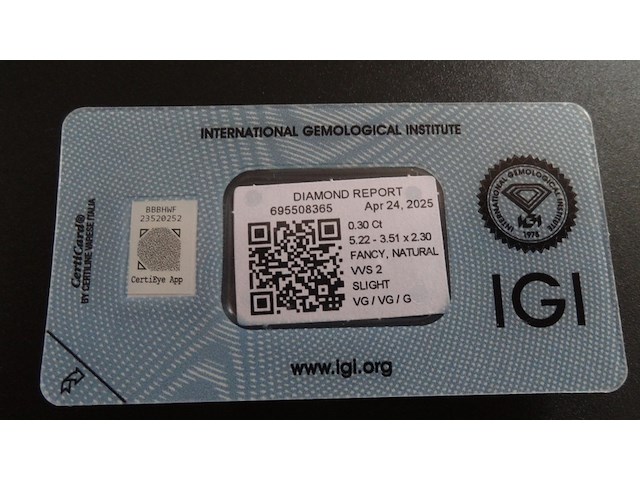 INTERNATIONAL GEMOLOGICAL INSTITUTE
BBBHWF
23520252
CertiEye App
CertiCard®
BY CERTILINE VARESE ITALIA
DIAMOND REPORT
695508365 Apr 24, 2025
0.30 Ct
5.22 - 3.51 x 2.30
FANCY, NATURAL
VVS 2
SLIGHT
VG / VG / G
INTERNATIONAL GEMOLOGICAL INSTITUTE
IGI
1975
IGI
www.IgI.org